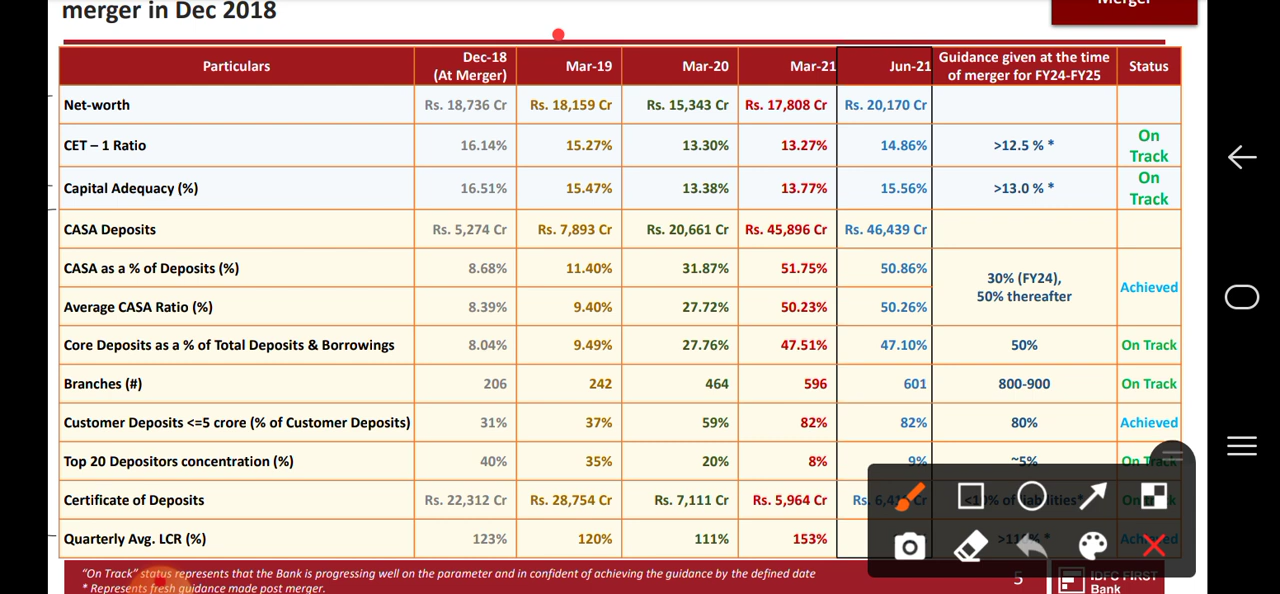 merger in Dec 2018
Merger
Particulars
Dec-18
(At Merger)
Mar-19
Mar-20
Mar-21
Jun-21
Guidance given at the time
of merger for FY24-FY25
Status
Net-worth
Rs. 18,736 Cr
Rs. 18,159 Cr
Rs. 15,343 Cr
Rs. 17,808 Cr
Rs. 20,170 Cr
CET – 1 Ratio
16.14%
15.27%
13.30%
13.27%
14.86%
>12.5 % *
On
Track
Capital Adequacy (%)
16.51%
15.47%
13.38%
13.77%
15.56%
>13.0 % *
On
Track
CASA Deposits
Rs. 5,274 Cr
Rs. 7,893 Cr
Rs. 20,661 Cr
Rs. 45,896 Cr
Rs. 46,439 Cr
CASA as a % of Deposits (%)
8.68%
11.40%
31.87%
51.75%
50.86%
30% (FY24),
50% thereafter
Achieved
Average CASA Ratio (%)
8.39%
9.40%
27.72%
50.23%
50.26%
Core Deposits as a % of Total Deposits & Borrowings
8.04%
9.49%
27.76%
47.51%
47.10%
50%
On Track
Branches (#)
206
242
464
596
601
800-900
On Track
Customer Deposits <=5 crore (% of Customer Deposits)
31%
37%
59%
82%
82%
80%
Achieved
Top 20 Depositors concentration (%)
40%
35%
20%
8%
9%
~5%
On Track
Certificate of Deposits
Rs. 22,312 Cr
Rs. 28,754 Cr
Rs. 7,111 Cr
Rs. 5,964 Cr
Rs. Cr
<10% of liabilities*
Quarterly Avg. LCR (%)
123%
120%
111%
153%
Achieved
"On Track" status represents that the Bank is progressing well on the parameter and in confident of achieving the guidance by the defined date
* Represents fresh guidance made post merger.
5
IDFC FIRST
Bank